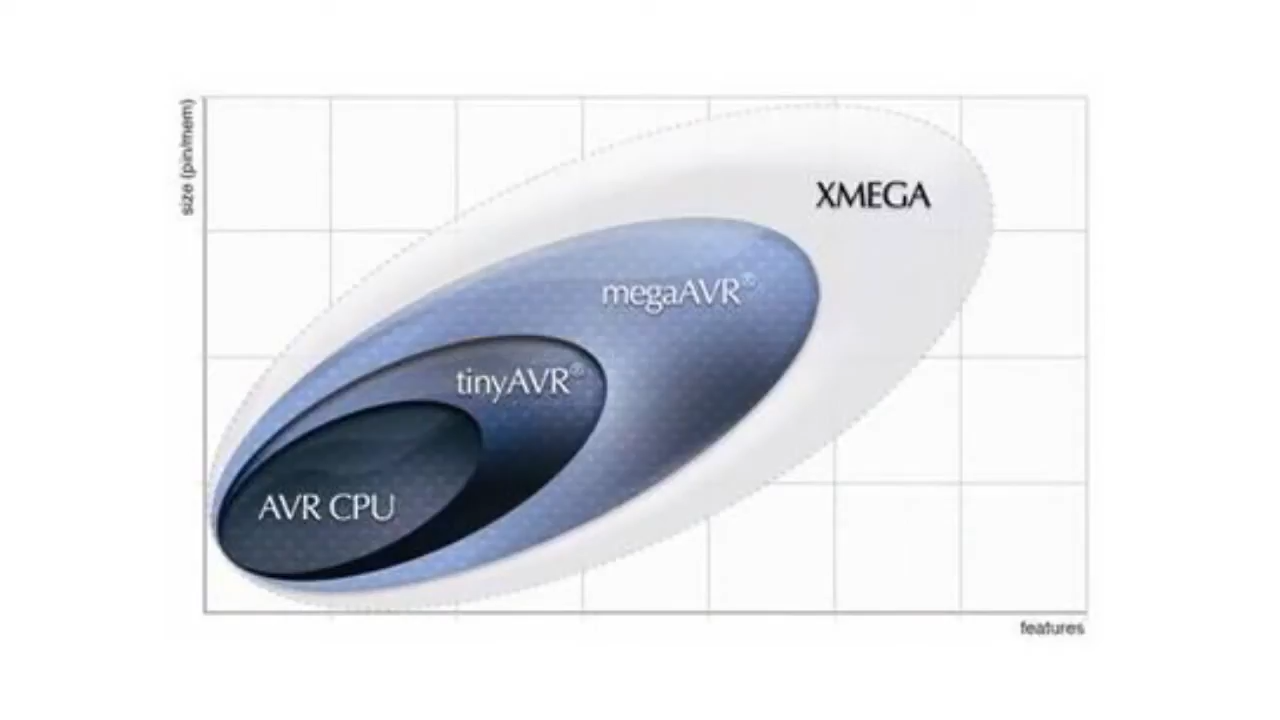 size (pin/mem)
XMEGA
megaAVR®
tinyAVR®
AVR CPU
features